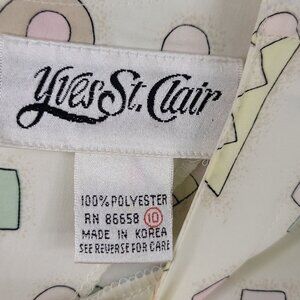 Yves St. Clair
100% POLYESTER
RN 86658 10
MADE IN KOREA
SEE REVERSE FOR CARE